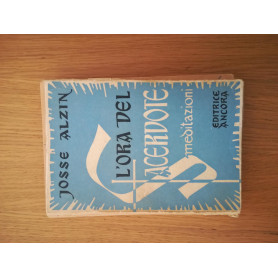 JOSSE ALZIN
L'ORA DEL
SACERDOTE
meditazioni
EDITRICE
ANCORA